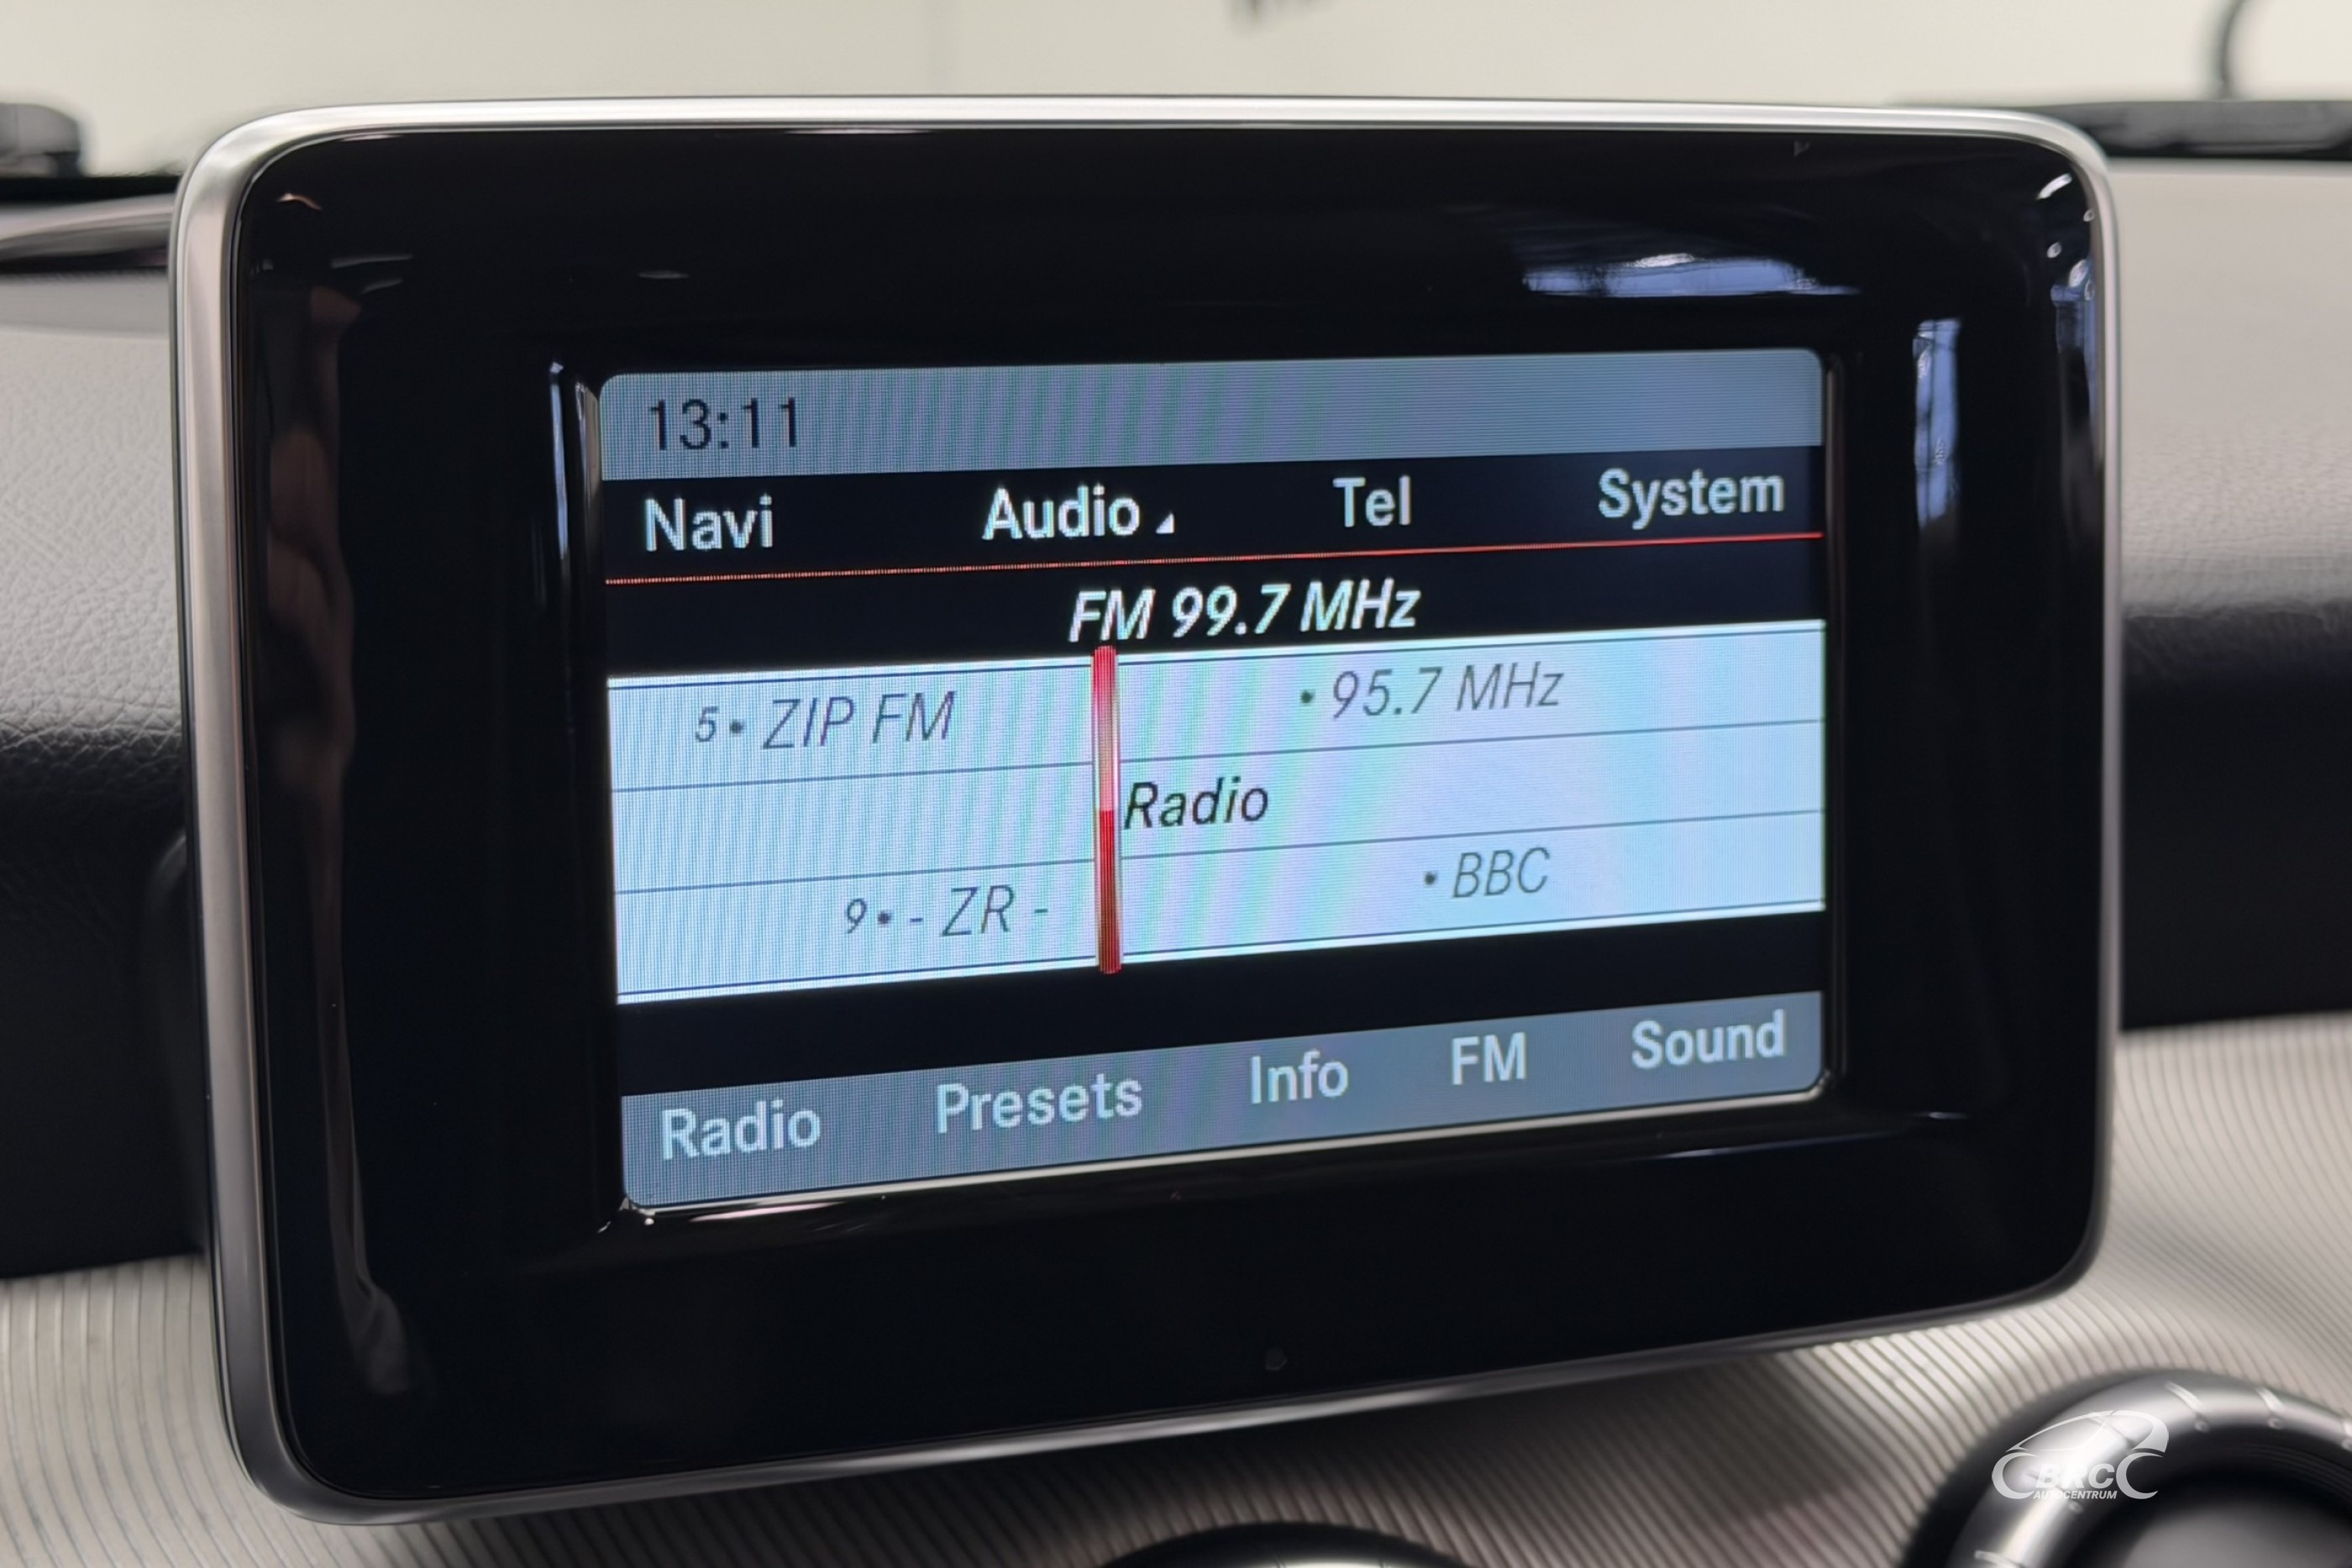 13:11
Navi Audio Tel System
FM 99.7 MHz
5• ZIP FM • 95.7 MHz
Radio
9• - ZR - • BBC
Radio Presets Info FM Sound
BRC
AUTOCENTRUM